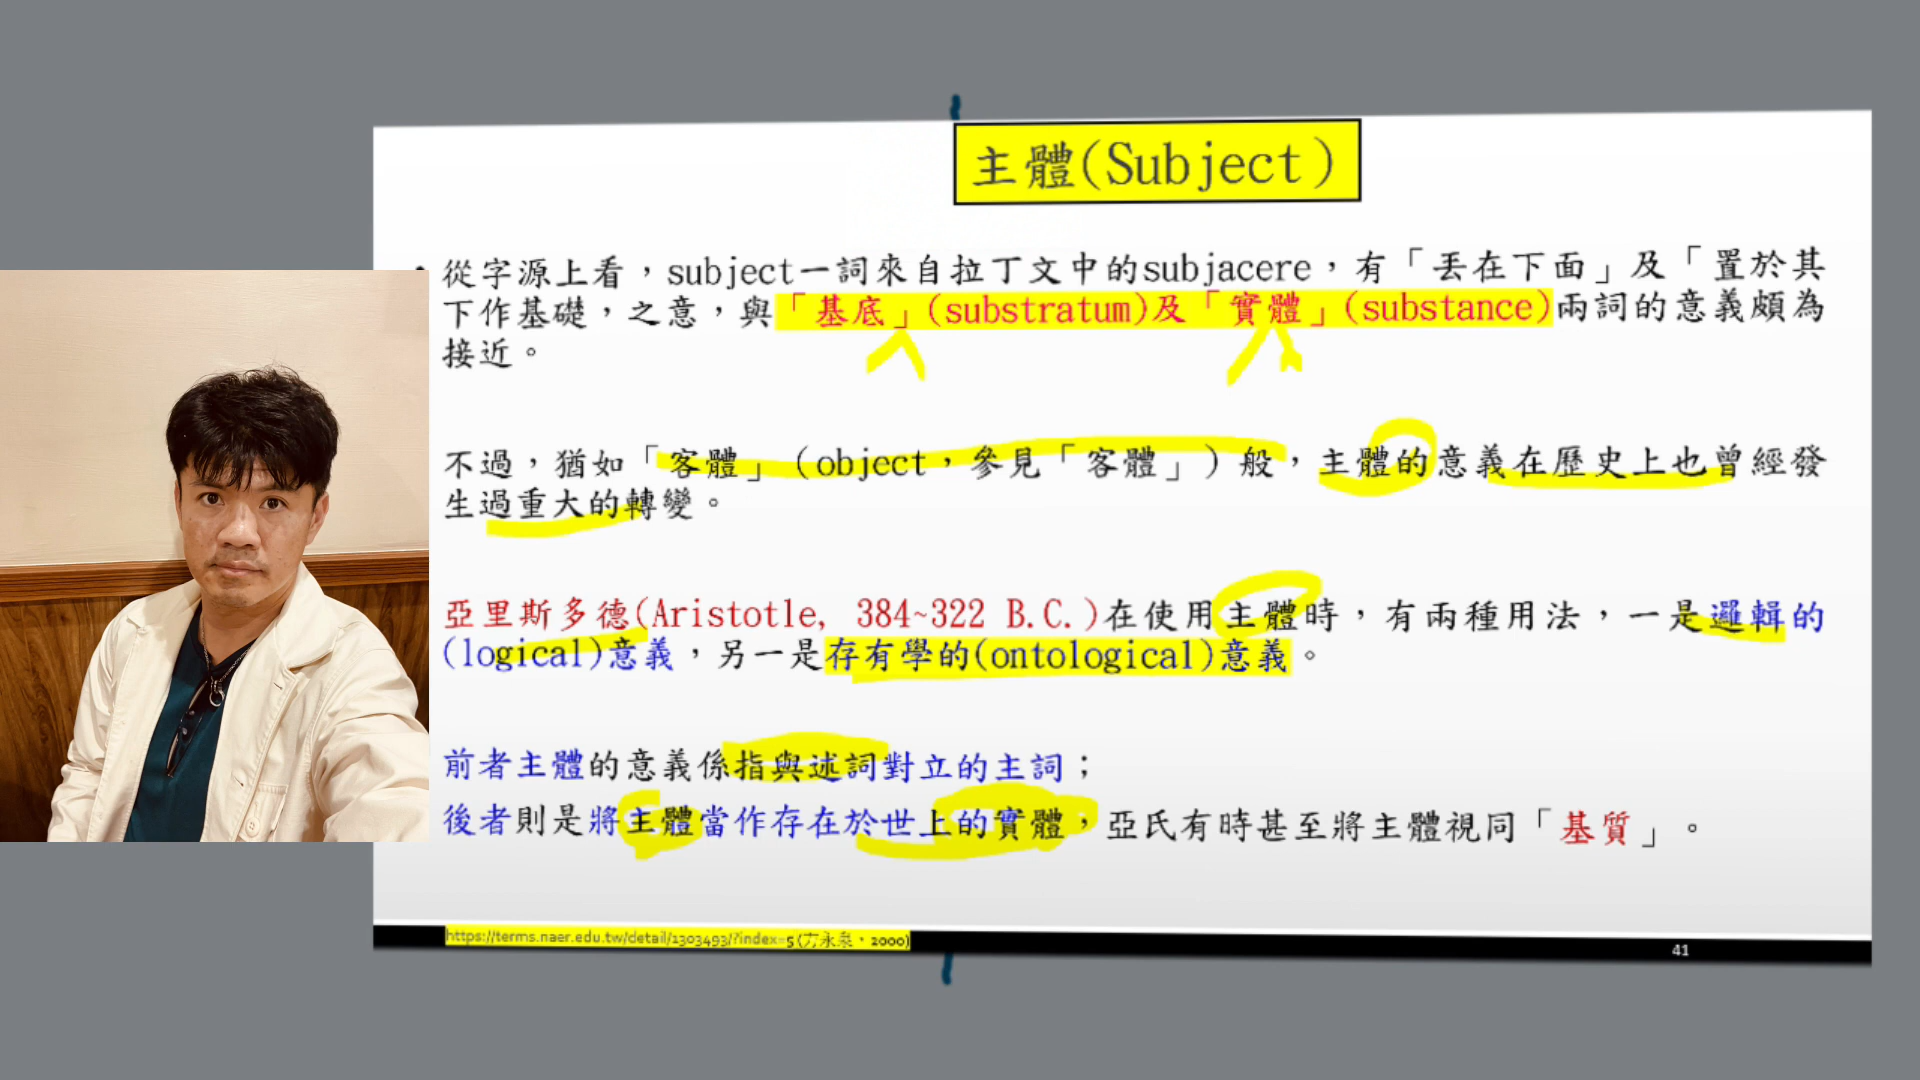 主體(Subject)
從字源上看，subject一詞來自拉丁文中的subjacere，有「丟在下面」及「置於其
下作基礎，之意，與「基底」(substratum)及「實體」(substance)兩詞的意義頗為
接近。
不過，猶如「客體」（object，參見「客體」）般，主體的意義在歷史上也曾經發
生過重大的轉變。
亞里斯多德(Aristotle, 384~322 B.C.)在使用主體時，有兩種用法，一是邏輯的
(logical)意義，另一是存有學的(ontological)意義。
前者主體的意義係指與述詞對立的主詞；
後者則是將主體當作存在於世上的實體，亞氏有時甚至將主體視同「基質」。
https://terms.naer.edu.tw/detail/1303493/?index=5(方永泉，2000)
41